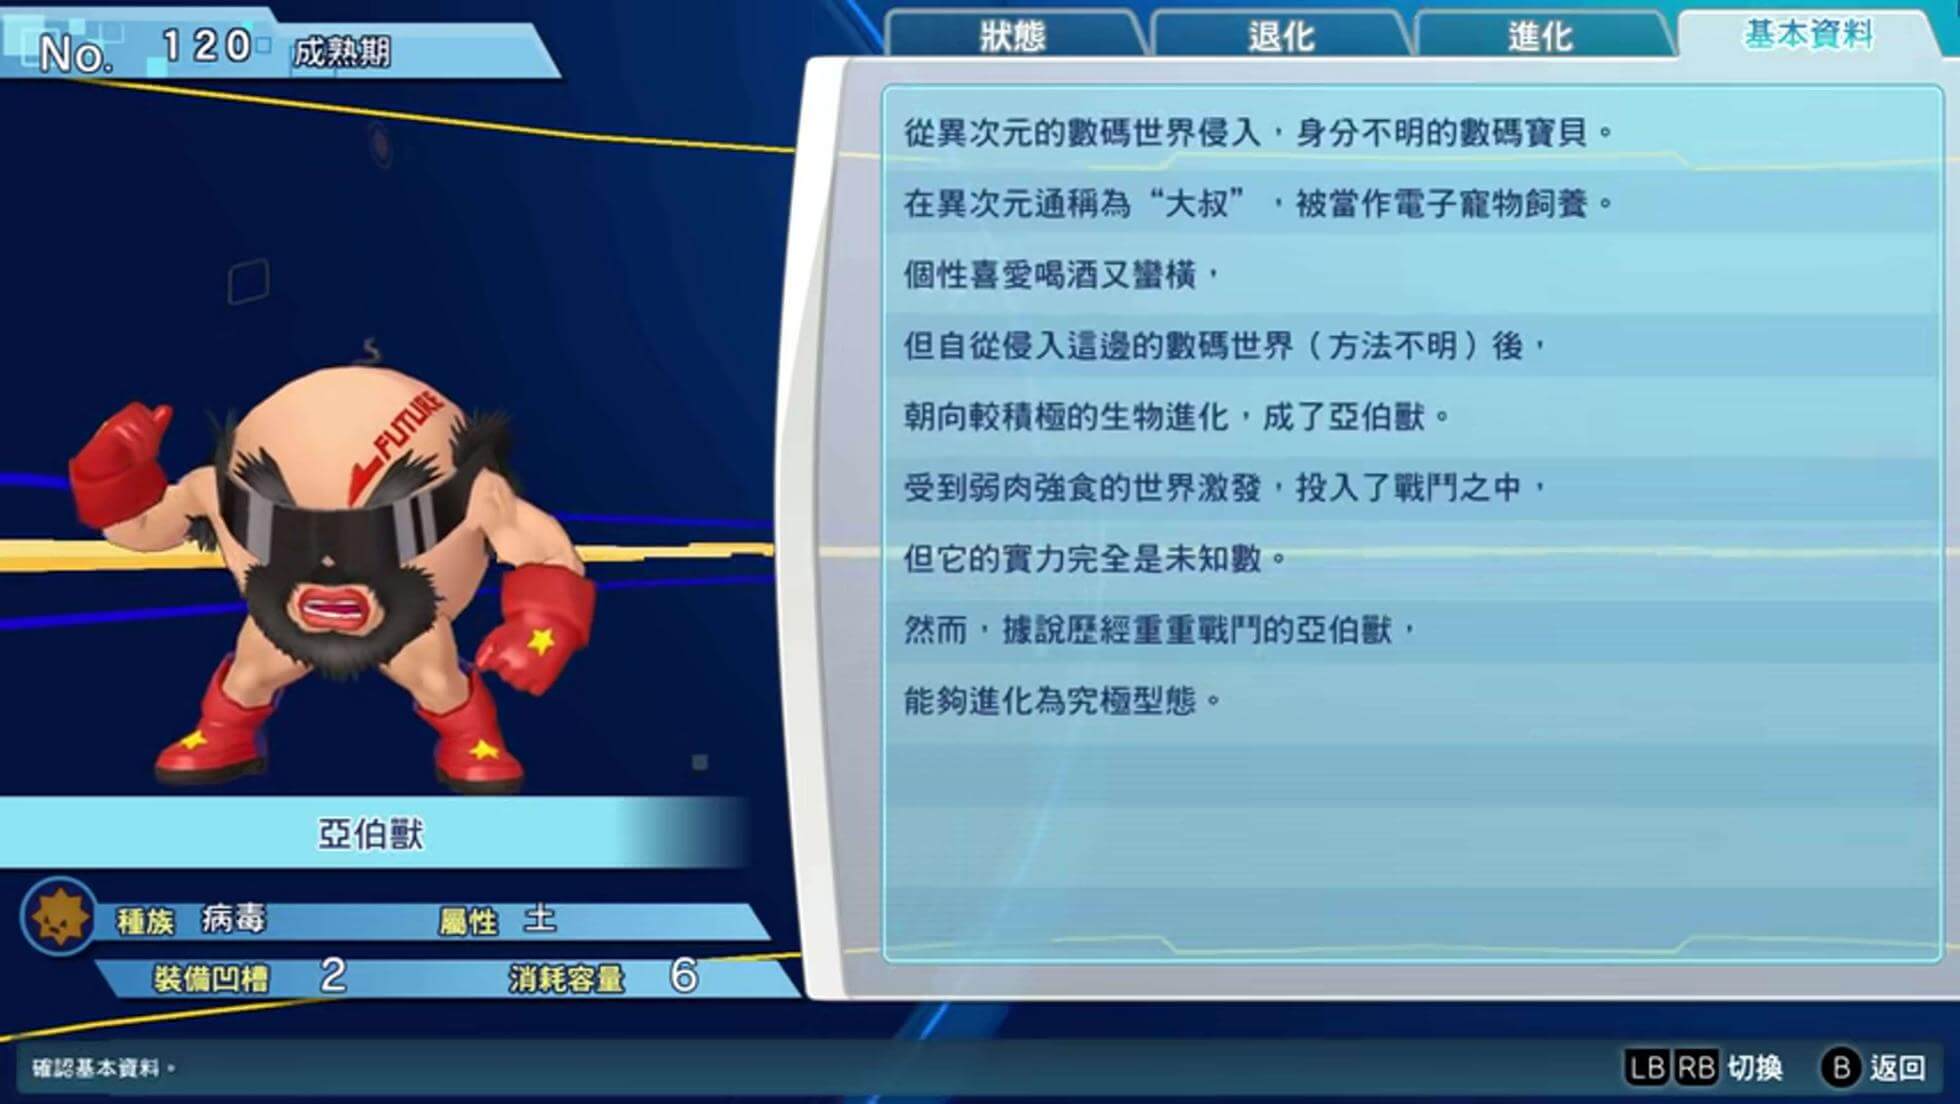 No. 120 成熟期
狀態 退化 進化 基本資料
從異次元的數碼世界侵入，身分不明的數碼寶貝。
在異次元通稱為“大叔”，被當作電子寵物飼養。
個性喜愛喝酒又蠻橫，
但自從侵入這邊的數碼世界（方法不明）後，
朝向較積極的生物進化，成了亞伯獸。
受到弱肉強食的世界激發，投入了戰鬥之中，
但它的實力完全是未知數。
然而，據說歷經重重戰鬥的亞伯獸，
能夠進化為究極型態。
FUTURE
亞伯獸
種族 病毒 屬性 土
裝備凹槽 2 消耗容量 6
確認基本資料。
LB RB 切換 B 返回